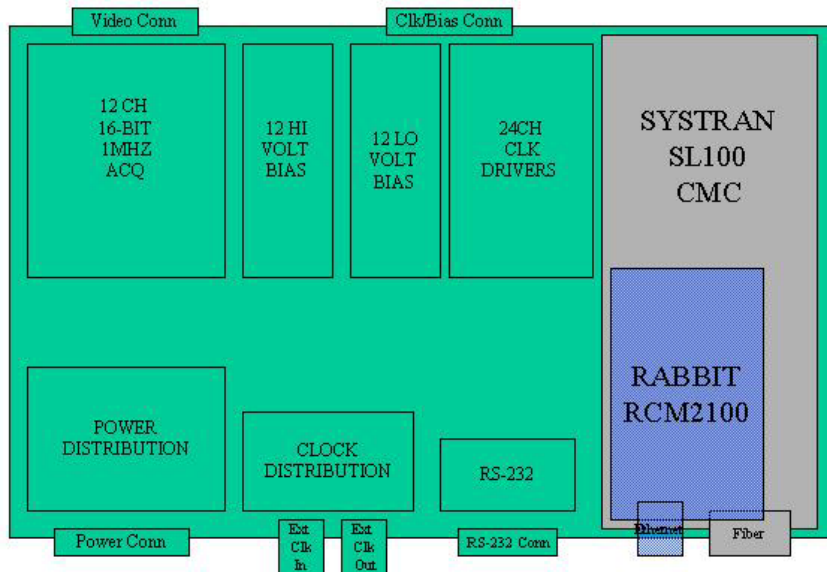 Video Conn
Clk/Bias Conn
12 CH
16-BIT
1MHZ
ACQ
12 HI
VOLT
BIAS
12 LO
VOLT
BIAS
24CH
CLK
DRIVERS
SYSTRAN
SL100
CMC
RABBIT
RCM2100
POWER
DISTRIBUTION
CLOCK
DISTRIBUTION
RS-232
Power Conn
Ext
Clk
In
Ext
Clk
Out
RS-232 Conn
Ethernet
Fiber